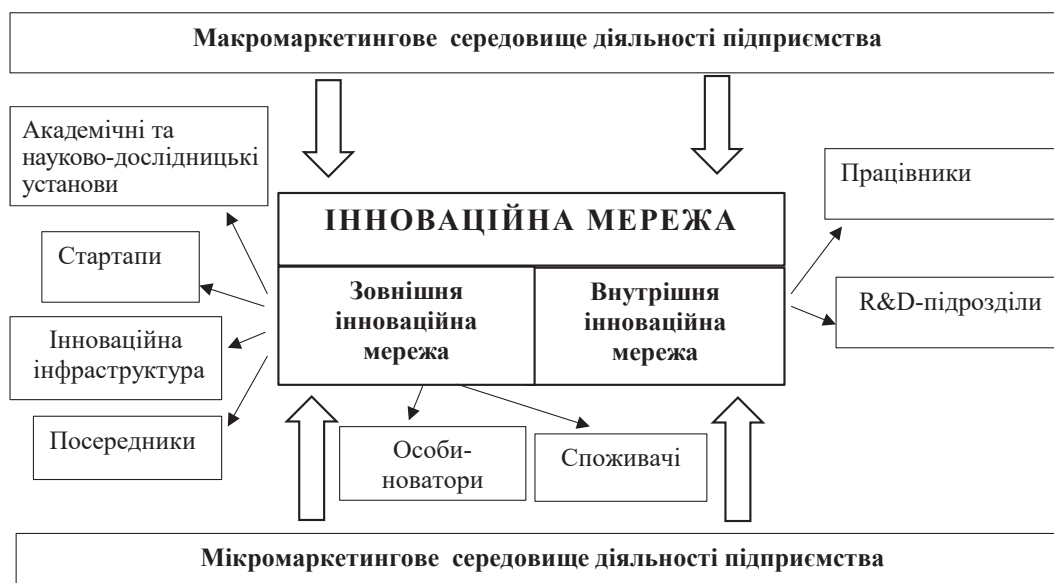 Макромаркетингове середовище діяльності підприємства
Академічні та
науково-дослідницькі
установи
Працівники
ІННОВАЦІЙНА МЕРЕЖА
Стартапи
Зовнішня
інноваційна
мережа
Внутрішня
інноваційна
мережа
R&D-підрозділи
Інноваційна
інфраструктура
Посередники
Особи-
новатори
Споживачі
Мікромаркетингове середовище діяльності підприємства